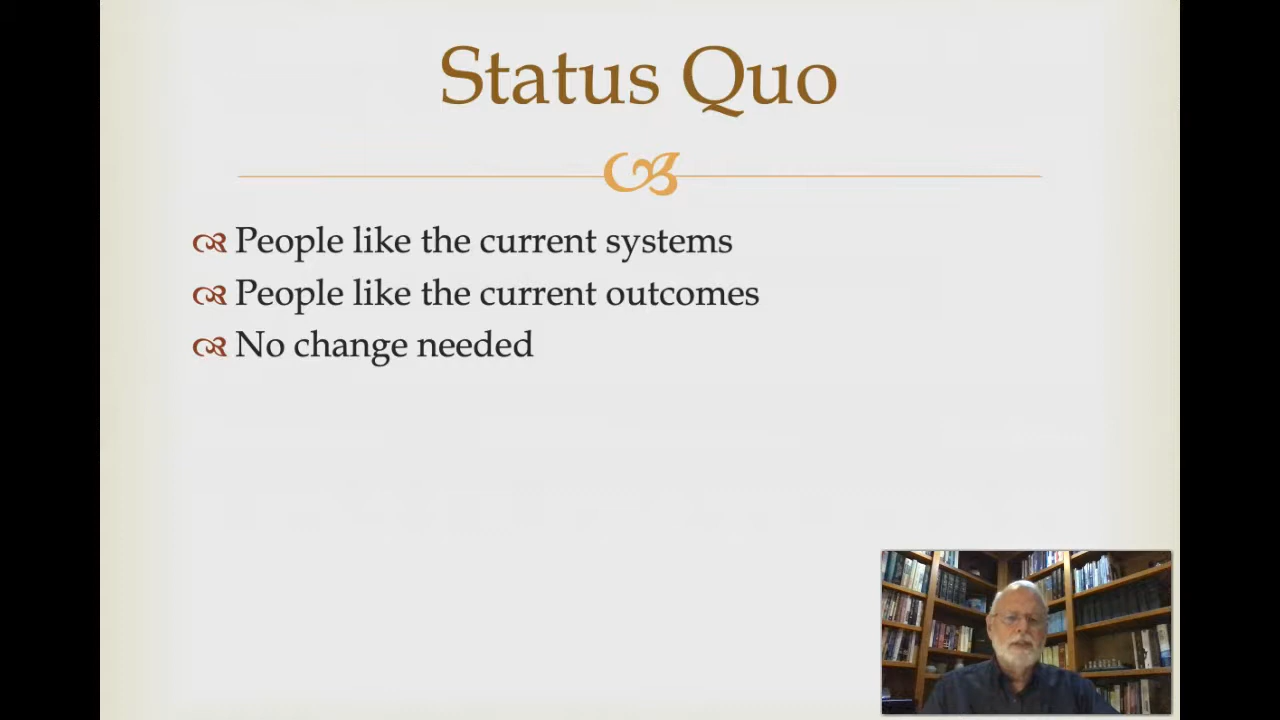 Status Quo
People like the current systems
People like the current outcomes
No change needed